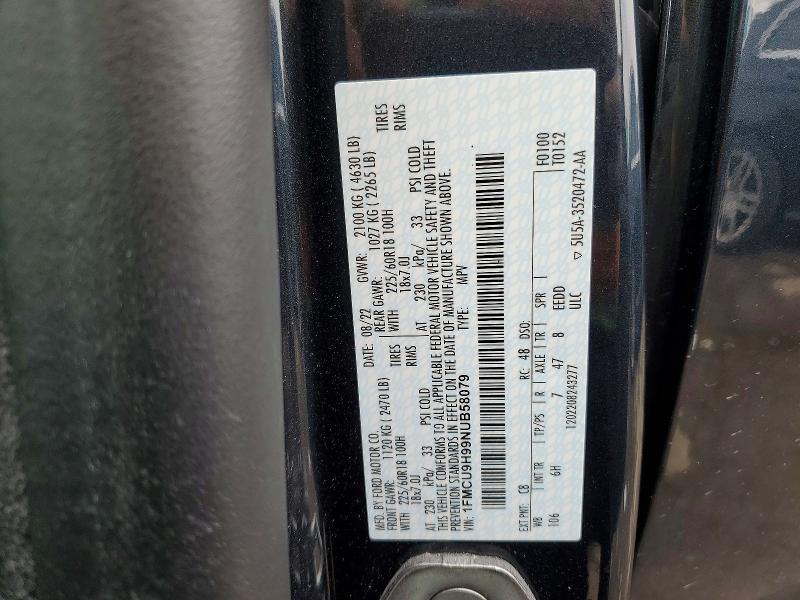 MFD. BY FORD MOTOR CO.
DATE: 08/22 GVWR: 2100 KG ( 4630 LB)
FRONT GAWR: 1120 KG ( 2470 LB) REAR GAWR: 1027 KG ( 2265 LB)
WITH 225/60R18 100H TIRES WITH 225/60R18 100H TIRES
18x7.0J RIMS 18x7.0J RIMS
AT 230 kPa/ 33 PSI COLD AT 230 kPa/ 33 PSI COLD
THIS VEHICLE CONFORMS TO ALL APPLICABLE FEDERAL MOTOR VEHICLE SAFETY AND THEFT
PREVENTION STANDARDS IN EFFECT ON THE DATE OF MANUFACTURE SHOWN ABOVE.
VIN: 1FMCU9H99NUB58079 TYPE: MPV
EXT PNT: C8 RC: 48 DSO: F0100
WB INT TR TP/PS R AXLE TR SPR T0152
106 6H 7 47 8 EEDD
1202208243277 ULC ▽ 5U5A-3520472-AA